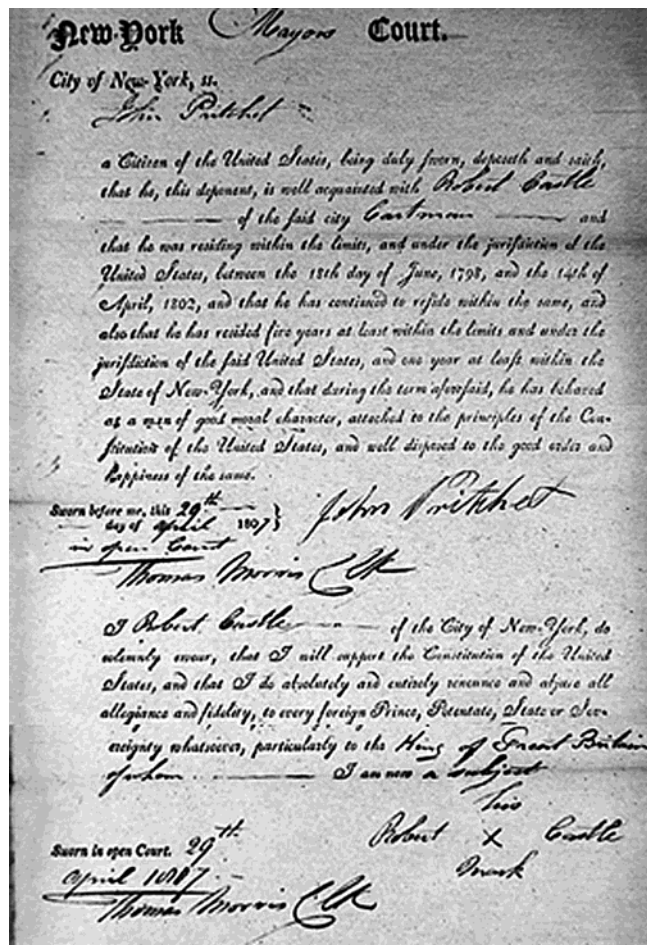 New-York Mayors Court.
City of New-York, ss.
John Pritchet
a Citizen of the United States, being duly sworn, deposeth and saith,
that he, this deponent, is well acquainted with Robert Castle
of the said city Cartman and
that he was residing within the limits, and under the jurisdiction of the
United States, between the 18th day of June, 1798, and the 14th of
April, 1802, and that he has continued to reside within the same, and
also that he has resided five years at least within the limits and under the
jurisdiction of the said United States, and one year at least within the
State of New-York, and that during the term aforesaid, he has behaved
as a man of good moral character, attached to the principles of the Con-
stitution of the United States, and well disposed to the good order and
happiness of the same.
Sworn before me, this 29th
day of april 1807 }
in open Court
John Pritchet
Thomas Morris Clk
I Robert Castle of the City of New-York, do
solemnly swear, that I will support the Constitution of the United
States, and that I do absolutely and entirely renounce and abjure all
allegiance and fidelity, to every foreign Prince, Potentate, State or Sov-
ereignty whatsoever, particularly to the King of Great Britain
of whom I am now a subject
his
Robert X Castle
mark
Sworn in open Court. 29th
april 1807
Thomas Morris Clk